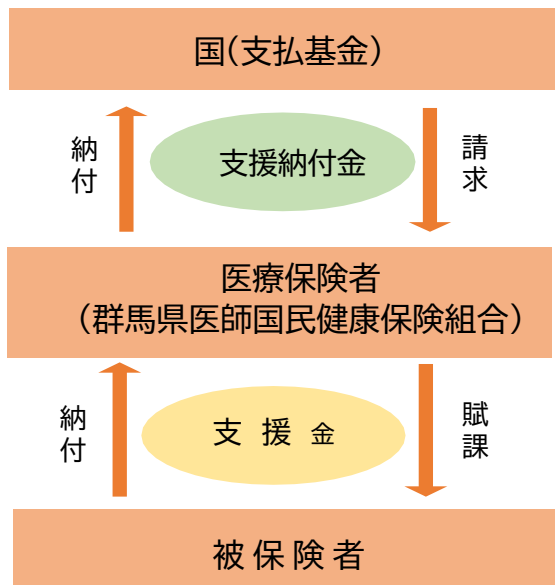 国(支払基金)
納付
支援納付金
請求
医療保険者
(群馬県医師国民健康保険組合)
納付
支援金
賦課
被保険者